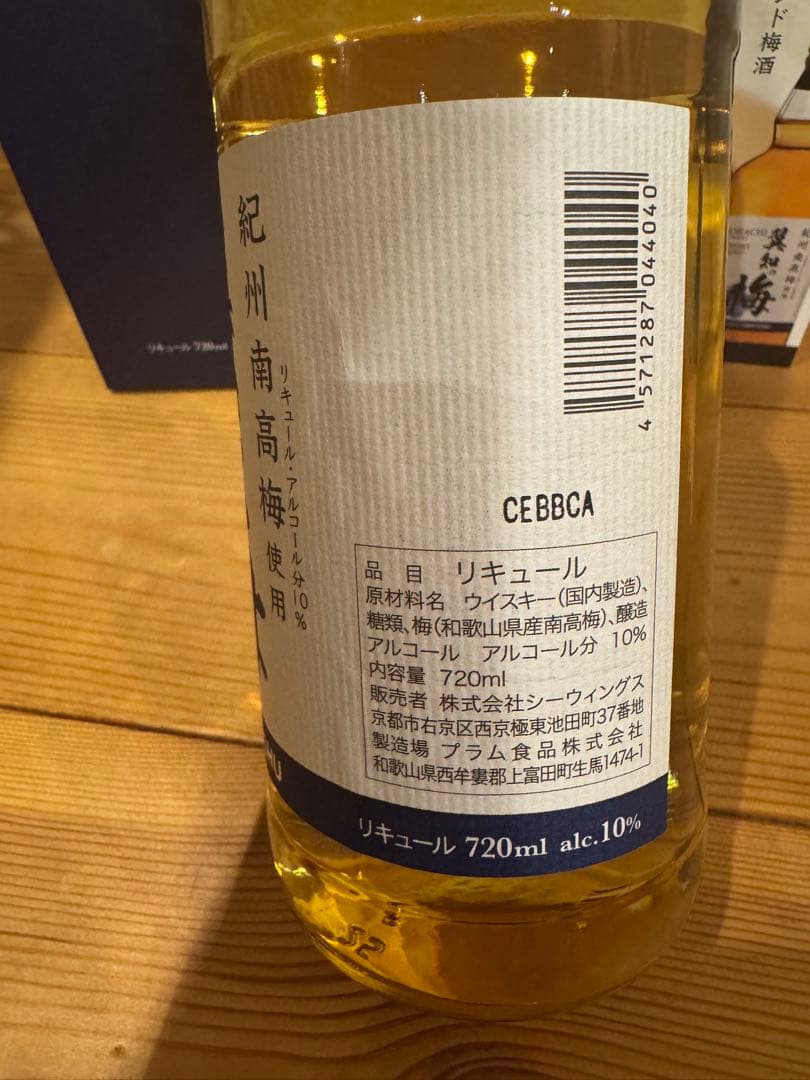 紀州南高梅使用
リキュール・アルコール分10%
4 571287 044040
CEBBCA
品目 リキュール
原材料名 ウイスキー(国内製造)、
糖類、梅(和歌山県産南高梅)、醸造
アルコール アルコール分 10%
内容量 720ml
販売者 株式会社シーウィングス
京都市右京区西京極東池田町37番地
製造場 プラム食品株式会社
和歌山県西牟婁郡上富田町生馬1474-1
リキュール 720ml alc.10%
リキュール 720ml
ド梅酒
梅
52